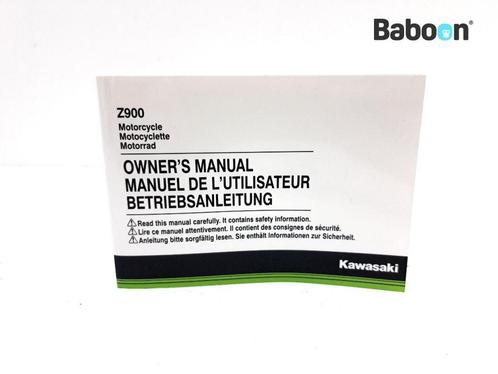 Baboon
Z900
Motorcycle
Motocyclette
Motorrad
OWNER'S MANUAL
MANUEL DE L'UTILISATEUR
BETRIEBSANLEITUNG
Read this manual carefully. It contains safety information.
Lire ce manuel attentivement. Il contient des consignes de sécurité.
Anleitung bitte sorgfältig lesen. Sie enthält Informationen zur Sicherheit.
Kawasaki